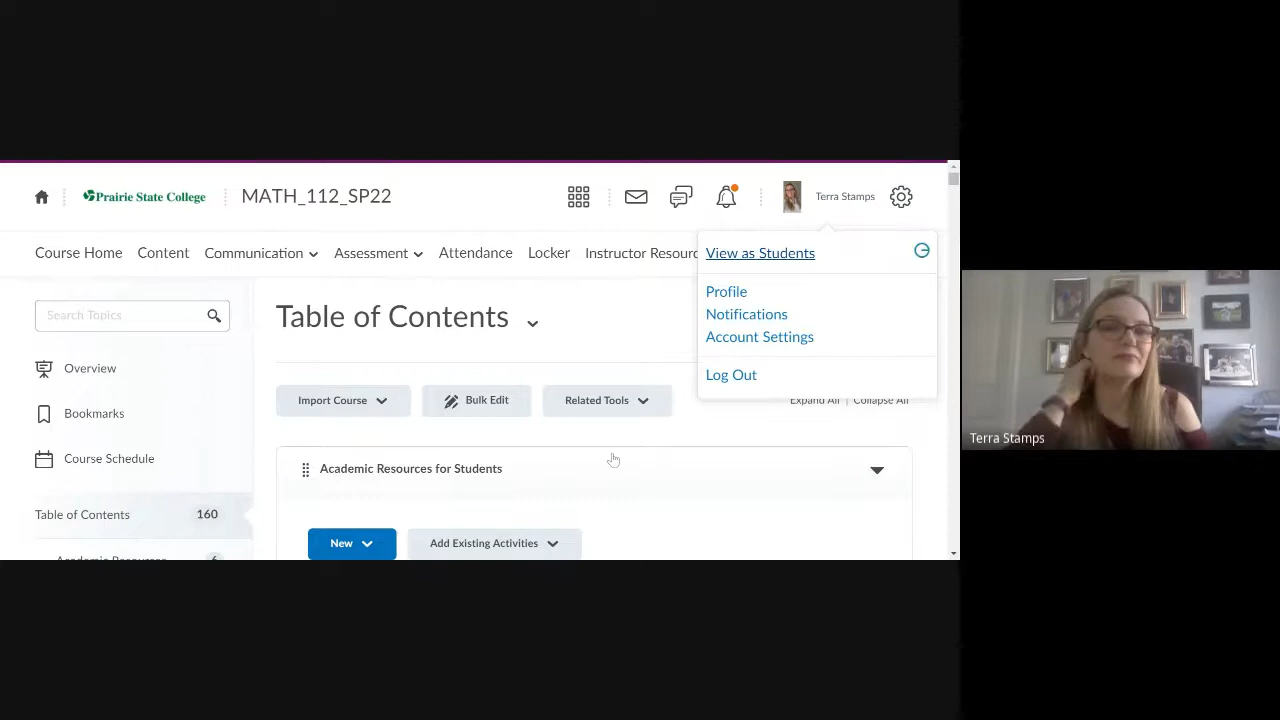 Prairie State College
MATH_112_SP22
Terra Stamps
Course Home
Content
Communication
Assessment
Attendance
Locker
Instructor Resourc
View as Students
Profile
Notifications
Account Settings
Log Out
Search Topics
Overview
Bookmarks
Course Schedule
Table of Contents 160
Academic Resources 6
Table of Contents
Import Course
Bulk Edit
Related Tools
Expand All | Collapse All
Academic Resources for Students
New
Add Existing Activities
Terra Stamps